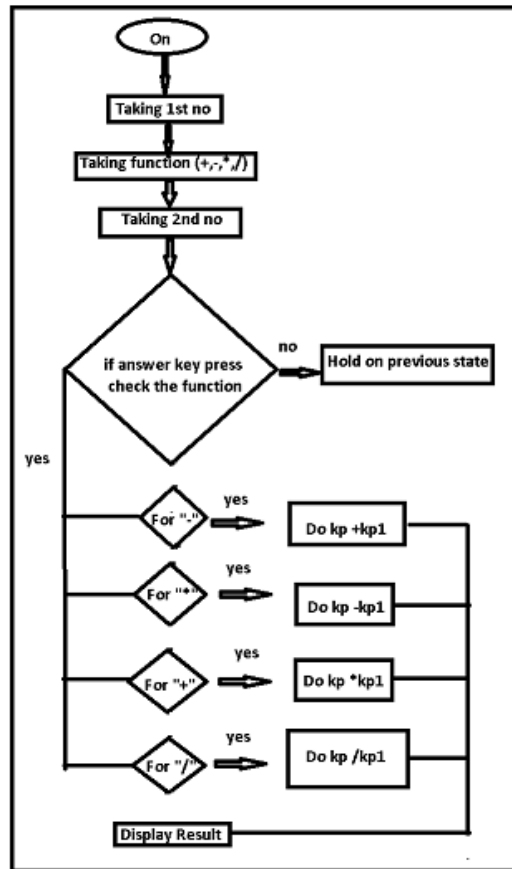 On
Taking 1st no
Taking function (+,-,*,/)
Taking 2nd no
if answer key press
check the function
no
Hold on previous state
yes
For "-"
yes
Do kp +kp1
For "*"
yes
Do kp -kp1
For "+"
yes
Do kp *kp1
For "/"
yes
Do kp /kp1
Display Result